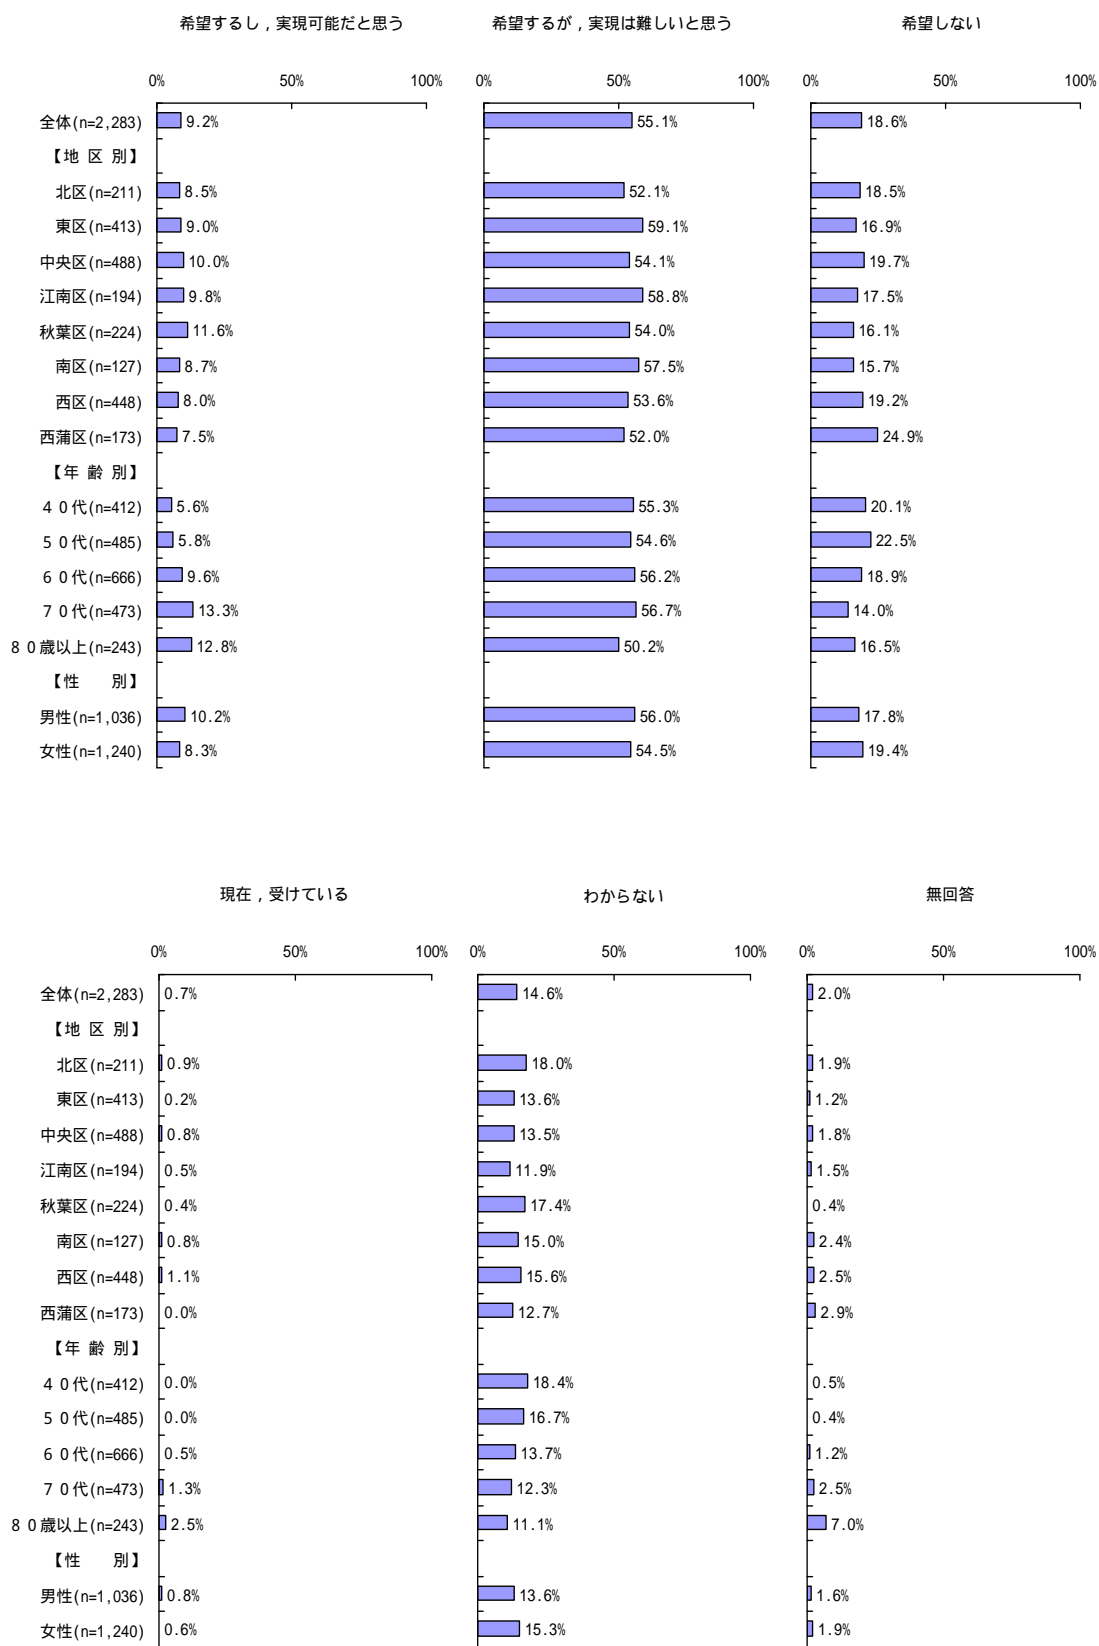 希望するし，実現可能だと思う 希望するが，実現は難しいと思う 希望しない
0% 50% 100% 0% 50% 100% 0% 50% 100%
全体(n=2,283) 9.2% 55.1% 18.6%
【地 区 別】
北区(n=211) 8.5% 52.1% 18.5%
東区(n=413) 9.0% 59.1% 16.9%
中央区(n=488) 10.0% 54.1% 19.7%
江南区(n=194) 9.8% 58.8% 17.5%
秋葉区(n=224) 11.6% 54.0% 16.1%
南区(n=127) 8.7% 57.5% 15.7%
西区(n=448) 8.0% 53.6% 19.2%
西蒲区(n=173) 7.5% 52.0% 24.9%
【年 齢 別】
４０代(n=412) 5.6% 55.3% 20.1%
５０代(n=485) 5.8% 54.6% 22.5%
６０代(n=666) 9.6% 56.2% 18.9%
７０代(n=473) 13.3% 56.7% 14.0%
８０歳以上(n=243) 12.8% 50.2% 16.5%
【性　　別】
男性(n=1,036) 10.2% 56.0% 17.8%
女性(n=1,240) 8.3% 54.5% 19.4%
現在，受けている わからない 無回答
0% 50% 100% 0% 50% 100% 0% 50% 100%
全体(n=2,283) 0.7% 14.6% 2.0%
【地 区 別】
北区(n=211) 0.9% 18.0% 1.9%
東区(n=413) 0.2% 13.6% 1.2%
中央区(n=488) 0.8% 13.5% 1.8%
江南区(n=194) 0.5% 11.9% 1.5%
秋葉区(n=224) 0.4% 17.4% 0.4%
南区(n=127) 0.8% 15.0% 2.4%
西区(n=448) 1.1% 15.6% 2.5%
西蒲区(n=173) 0.0% 12.7% 2.9%
【年 齢 別】
４０代(n=412) 0.0% 18.4% 0.5%
５０代(n=485) 0.0% 16.7% 0.4%
６０代(n=666) 0.5% 13.7% 1.2%
７０代(n=473) 1.3% 12.3% 2.5%
８０歳以上(n=243) 2.5% 11.1% 7.0%
【性　　別】
男性(n=1,036) 0.8% 13.6% 1.6%
女性(n=1,240) 0.6% 15.3% 1.9%